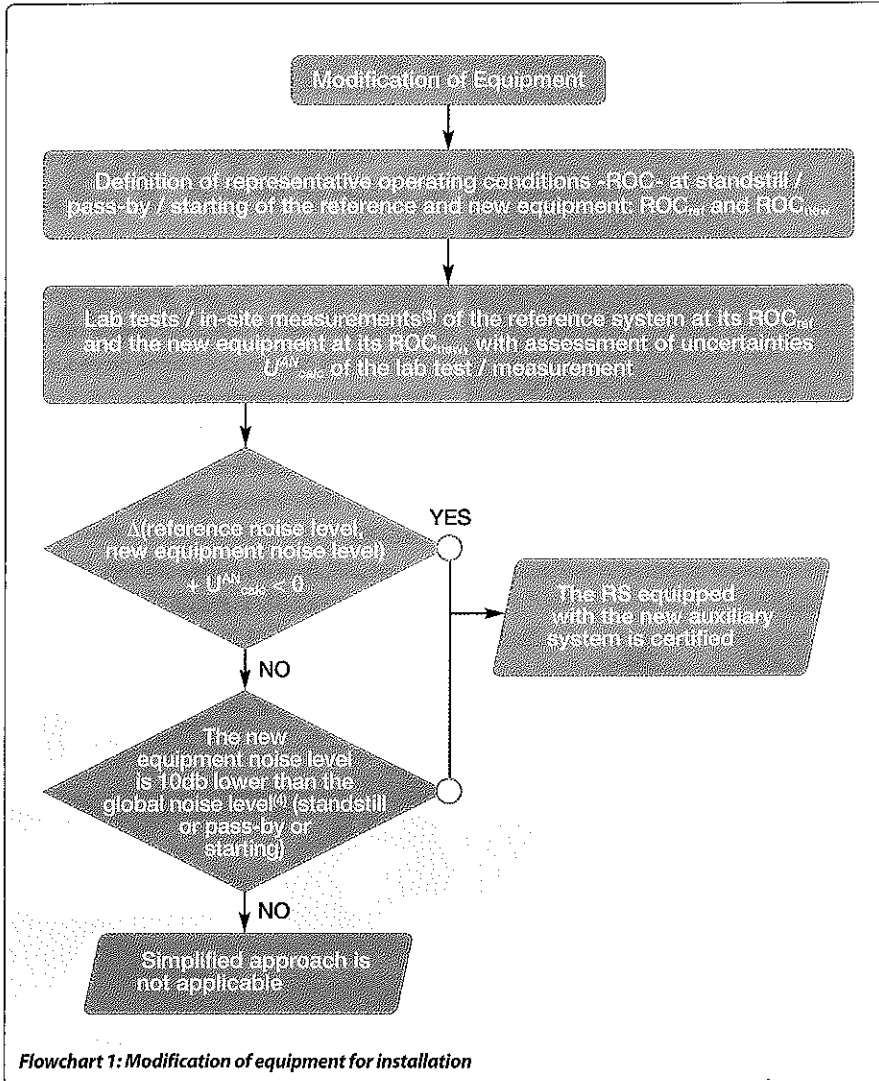 Modification of Equipment
Definition of representative operating conditions -ROC- at standstill /
pass-by / starting of the reference and new equipment: ROCref and ROCnew
Lab tests / in-site measurements of the reference system at its ROCref
and the new equipment at its ROCnew, with assessment of uncertainties
U^AN_calc of the lab test / measurement
Δ(reference noise level,
new equipment noise level)
+ U^AN_calc < 0
YES
The RS equipped
with the new auxiliary
system is certified
NO
The new
equipment noise level
is 10db lower than the
global noise level(4) (standstill
or pass-by or
starting)
NO
Simplified approach is
not applicable
Flowchart 1: Modification of equipment for installation